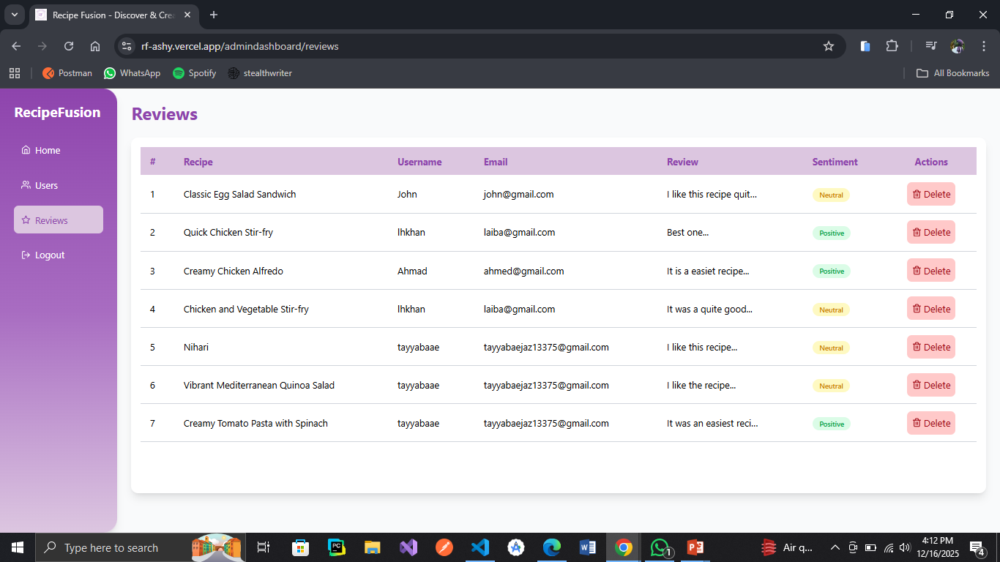 Recipe Fusion - Discover & Crea
rf-ashy.vercel.app/admindashboard/reviews
Postman WhatsApp Spotify stealthwriter All Bookmarks
RecipeFusion
Home
Users
Reviews
Logout
Reviews
# Recipe Username Email Review Sentiment Actions
1 Classic Egg Salad Sandwich John john@gmail.com I like this recipe quit... Neutral Delete
2 Quick Chicken Stir-fry lhkhan laiba@gmail.com Best one... Positive Delete
3 Creamy Chicken Alfredo Ahmad ahmed@gmail.com It is a easiet recipe... Positive Delete
4 Chicken and Vegetable Stir-fry lhkhan laiba@gmail.com It was a quite good... Neutral Delete
5 Nihari tayyabaae tayyabaejaz13375@gmail.com I like this recipe... Neutral Delete
6 Vibrant Mediterranean Quinoa Salad tayyabaae tayyabaejaz13375@gmail.com I like the recipe... Neutral Delete
7 Creamy Tomato Pasta with Spinach tayyabaae tayyabaejaz13375@gmail.com It was an easiest reci... Positive Delete
Type here to search
PC
1
Air q...
4:12 PM
12/16/2025
4